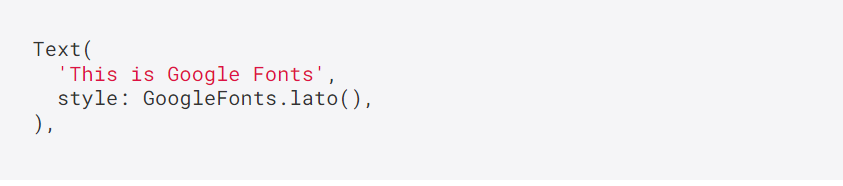 Text(
  'This is Google Fonts',
  style: GoogleFonts.lato(),
),